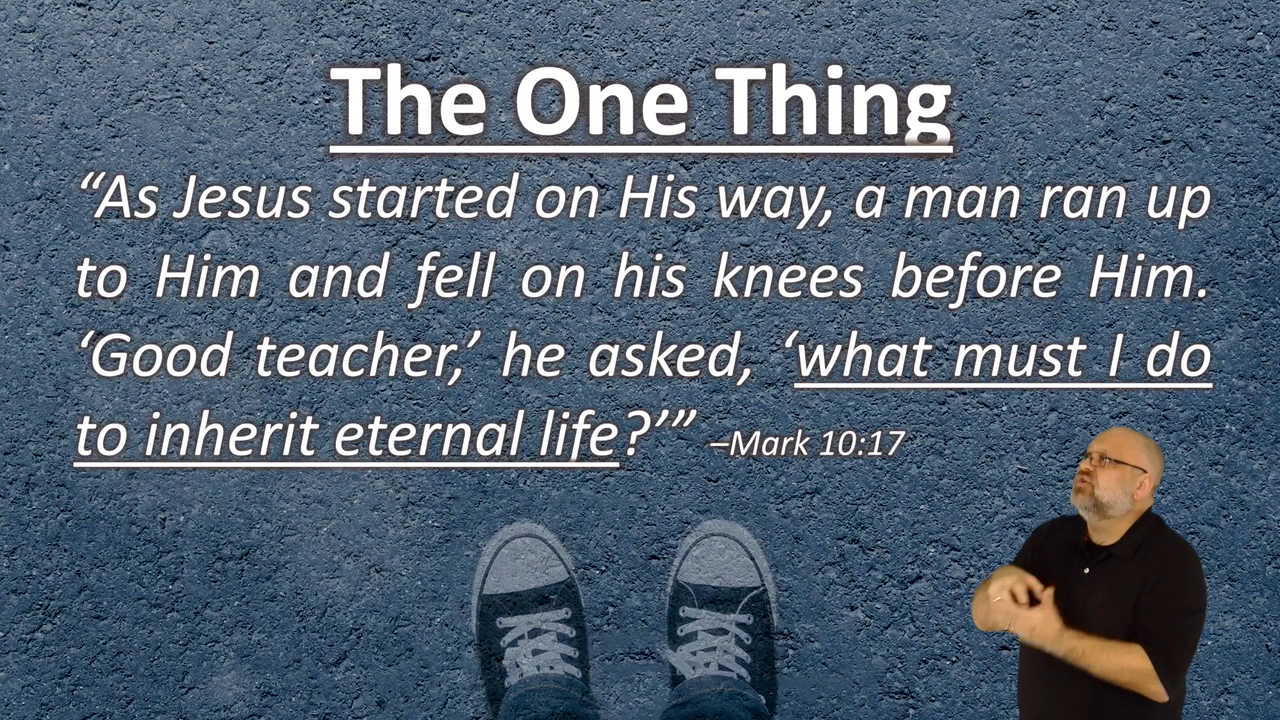 The One Thing
“As Jesus started on His way, a man ran up
to Him and fell on his knees before Him.
‘Good teacher,’ he asked, ‘what must I do
to inherit eternal life?’” –Mark 10:17